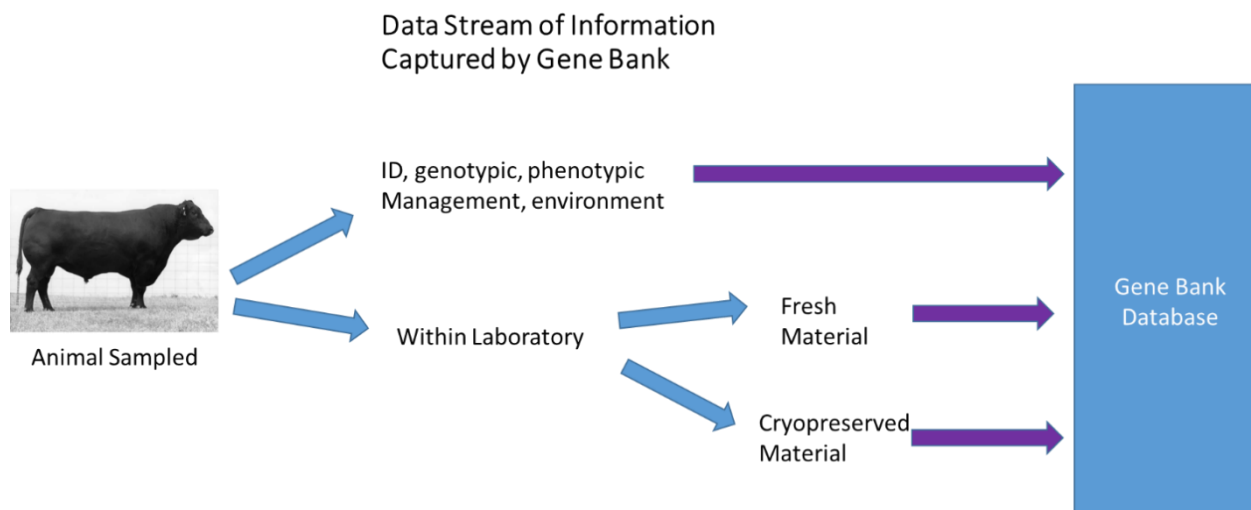 Data Stream of Information
Captured by Gene Bank
ID, genotypic, phenotypic
Management, environment
Animal Sampled
Within Laboratory
Fresh
Material
Cryopreserved
Material
Gene Bank
Database